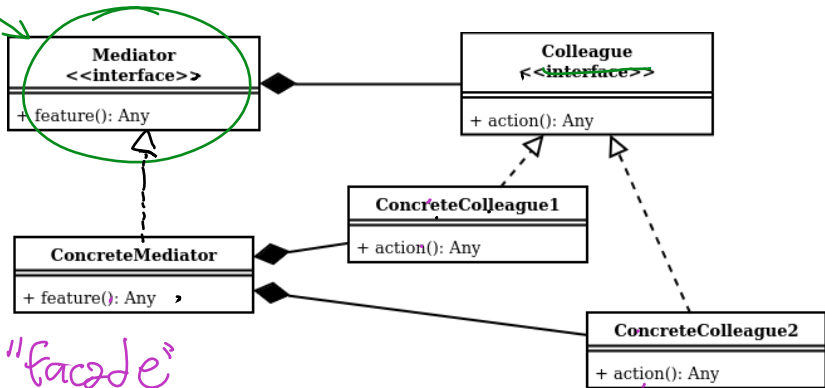 Mediator
<<interface>>
+ feature(): Any
Colleague
<<interface>>
+ action(): Any
ConcreteColleague1
+ action(): Any
ConcreteMediator
+ feature(): Any
ConcreteColleague2
+ action(): Any
"facade"